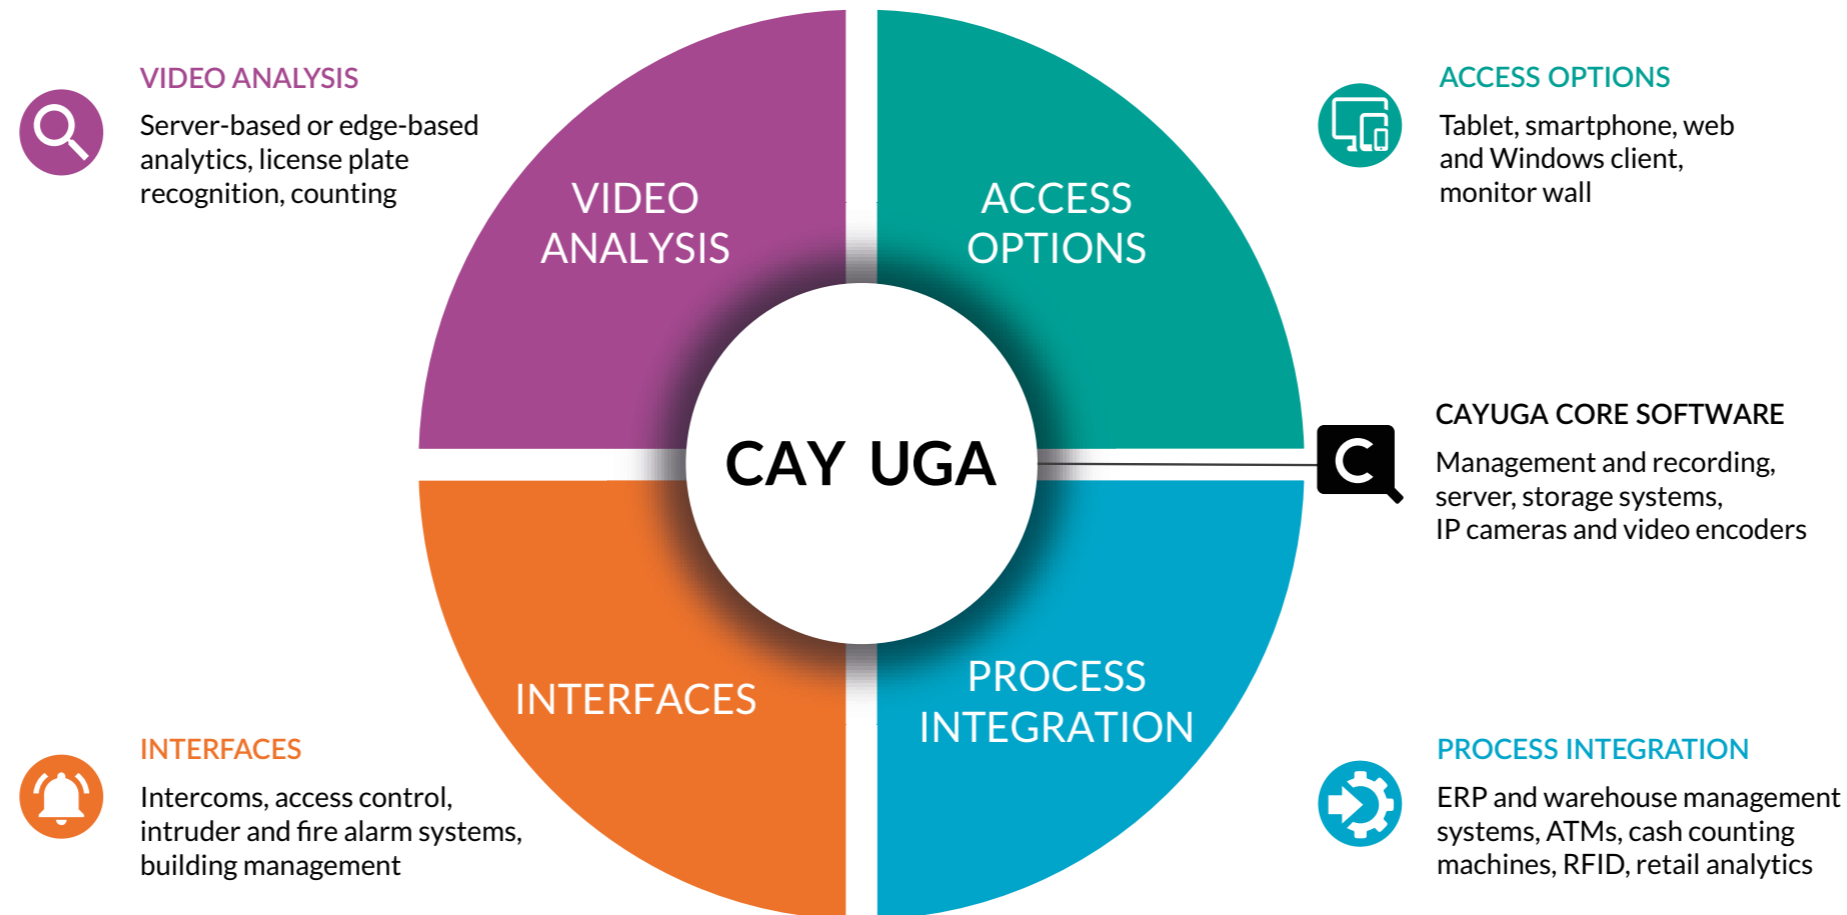 VIDEO ANALYSIS
Server-based or edge-based
analytics, license plate
recognition, counting
VIDEO
ANALYSIS
ACCESS
OPTIONS
ACCESS OPTIONS
Tablet, smartphone, web
and Windows client,
monitor wall
CAY UGA
C
CAYUGA CORE SOFTWARE
Management and recording,
server, storage systems,
IP cameras and video encoders
INTERFACES
Intercoms, access control,
intruder and fire alarm systems,
building management
INTERFACES
PROCESS
INTEGRATION
PROCESS INTEGRATION
ERP and warehouse management
systems, ATMs, cash counting
machines, RFID, retail analytics